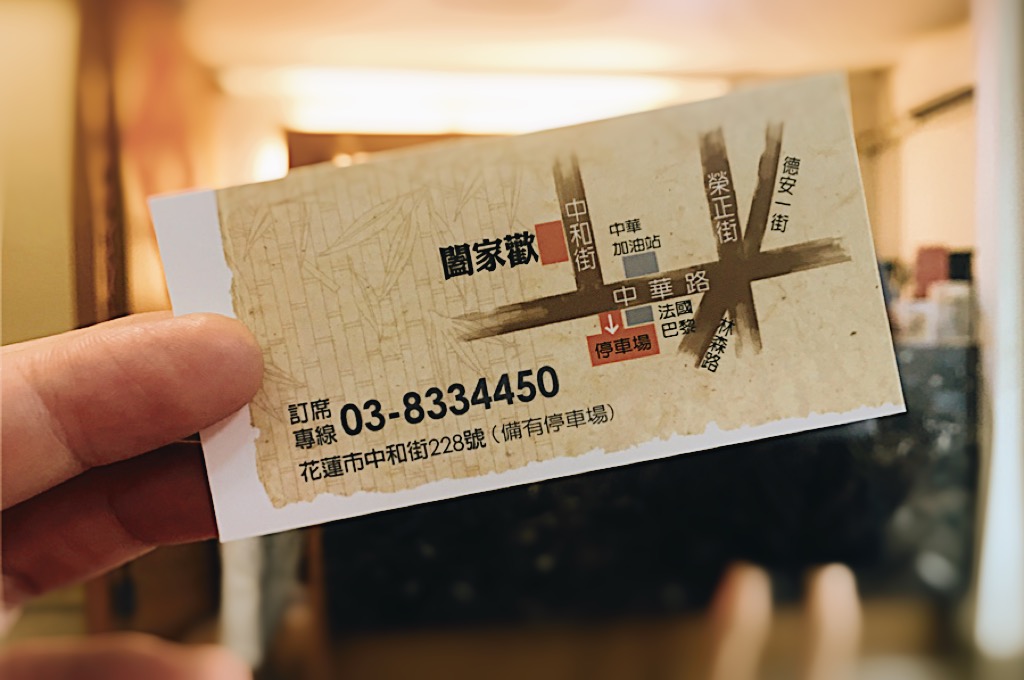 德安一街
榮正街
中和街
中華
加油站
闔家歡
中華路
法國
巴黎
林森路
停車場
訂席
專線 03-8334450
花蓮市中和街228號（備有停車場）